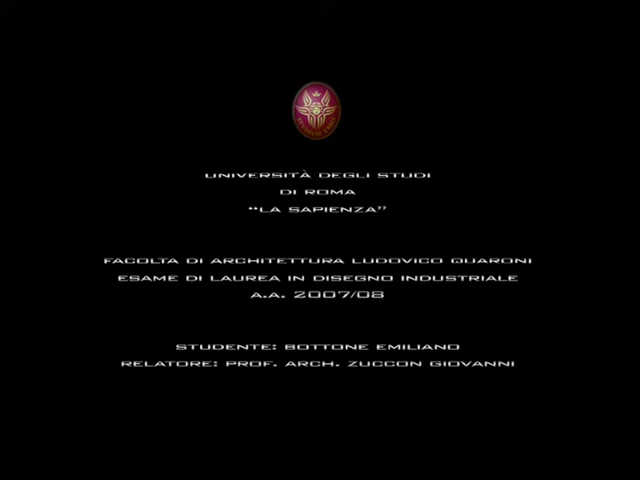 UNIVERSITÀ DEGLI STUDI
DI ROMA
“LA SAPIENZA”
FACOLTA DI ARCHITETTURA LUDOVICO QUARONI
ESAME DI LAUREA IN DISEGNO INDUSTRIALE
A.A. 2007/08
STUDENTE: BOTTONE EMILIANO
RELATORE: PROF. ARCH. ZUCCON GIOVANNI